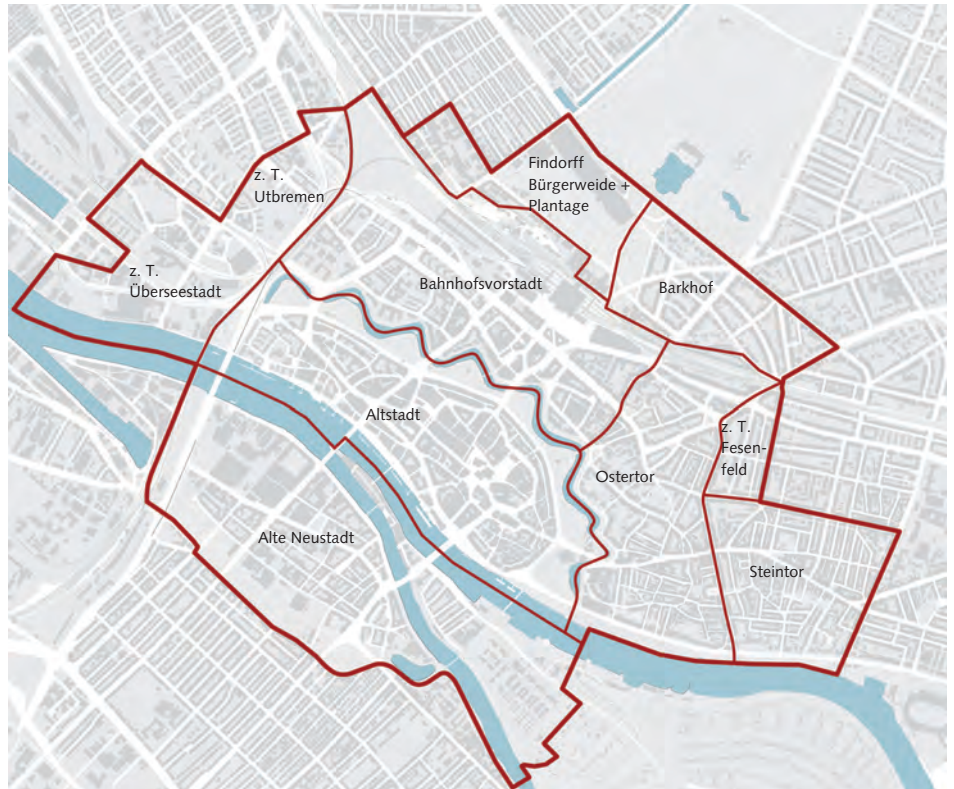 Findorff
Bürgerweide +
Plantage
z. T.
Utbremen
z. T.
Überseestadt
Bahnhofsvorstadt
Barkhof
Altstadt
z. T.
Fesen-
feld
Ostertor
Alte Neustadt
Steintor